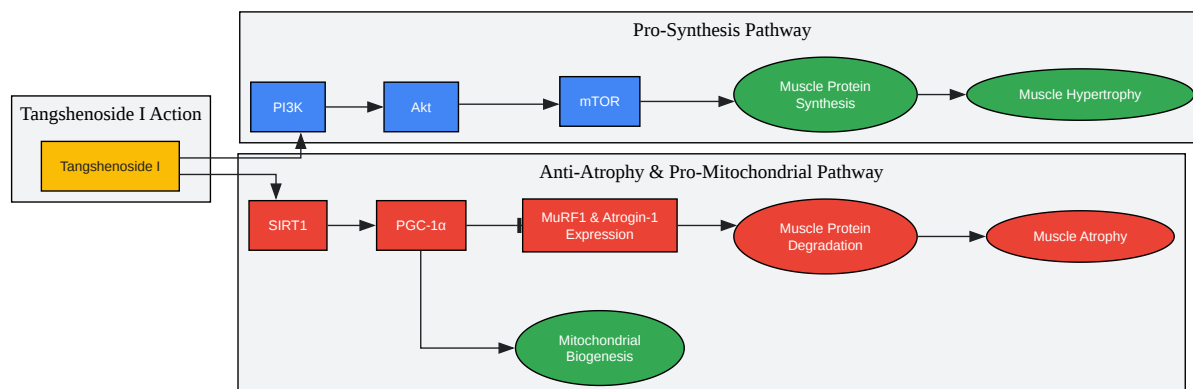 Pro-Synthesis Pathway
PI3K
Akt
mTOR
Muscle Protein
Synthesis
Muscle Hypertrophy
Tangshenoside I Action
Tangshenoside I
Anti-Atrophy & Pro-Mitochondrial Pathway
SIRT1
PGC-1α
MuRF1 & Atrogin-1
Expression
Muscle Protein
Degradation
Muscle Atrophy
Mitochondrial
Biogenesis